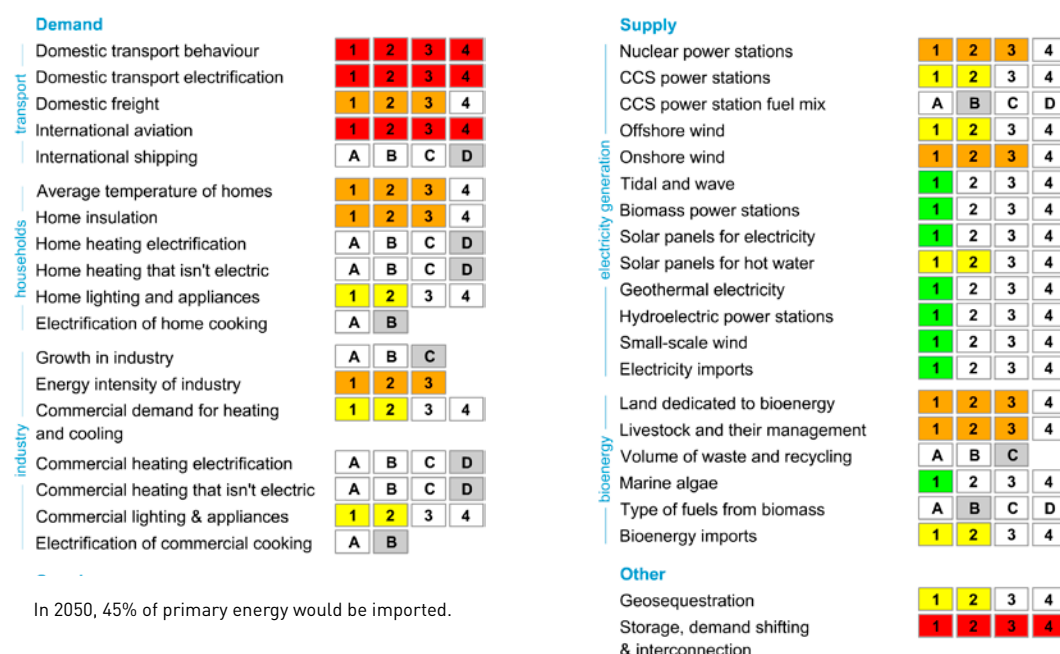 Demand
transport
Domestic transport behaviour 1 2 3 4
Domestic transport electrification 1 2 3 4
Domestic freight 1 2 3 4
International aviation 1 2 3 4
International shipping A B C D
households
Average temperature of homes 1 2 3 4
Home insulation 1 2 3 4
Home heating electrification A B C D
Home heating that isn't electric A B C D
Home lighting and appliances 1 2 3 4
Electrification of home cooking A B
industry
Growth in industry A B C
Energy intensity of industry 1 2 3
Commercial demand for heating 1 2 3 4
and cooling
Commercial heating electrification A B C D
Commercial heating that isn't electric A B C D
Commercial lighting & appliances 1 2 3 4
Electrification of commercial cooking A B
In 2050, 45% of primary energy would be imported.
Supply
electricity generation
Nuclear power stations 1 2 3 4
CCS power stations 1 2 3 4
CCS power station fuel mix A B C D
Offshore wind 1 2 3 4
Onshore wind 1 2 3 4
Tidal and wave 1 2 3 4
Biomass power stations 1 2 3 4
Solar panels for electricity 1 2 3 4
Solar panels for hot water 1 2 3 4
Geothermal electricity 1 2 3 4
Hydroelectric power stations 1 2 3 4
Small-scale wind 1 2 3 4
Electricity imports 1 2 3 4
bioenergy
Land dedicated to bioenergy 1 2 3 4
Livestock and their management 1 2 3 4
Volume of waste and recycling A B C
Marine algae 1 2 3 4
Type of fuels from biomass A B C D
Bioenergy imports 1 2 3 4
Other
Geosequestration 1 2 3 4
Storage, demand shifting 1 2 3 4
& interconnection